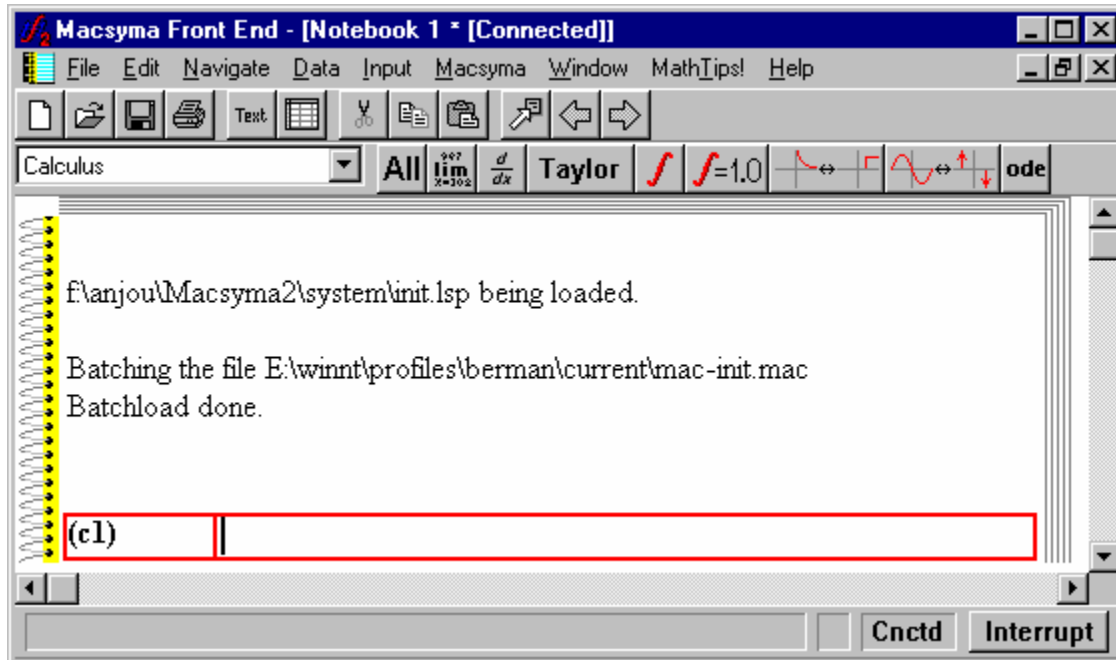 Macsyma Front End - [Notebook 1 * [Connected]]
File Edit Navigate Data Input Macsyma Window MathTips! Help
Text
Calculus All lim d/dx Taylor ∫ ∫=1.0 ode
f:\anjou\Macsyma2\system\init.lsp being loaded.
Batching the file E:\winnt\profiles\berman\current\mac-init.mac
Batchload done.
(c1)
Cnctd Interrupt